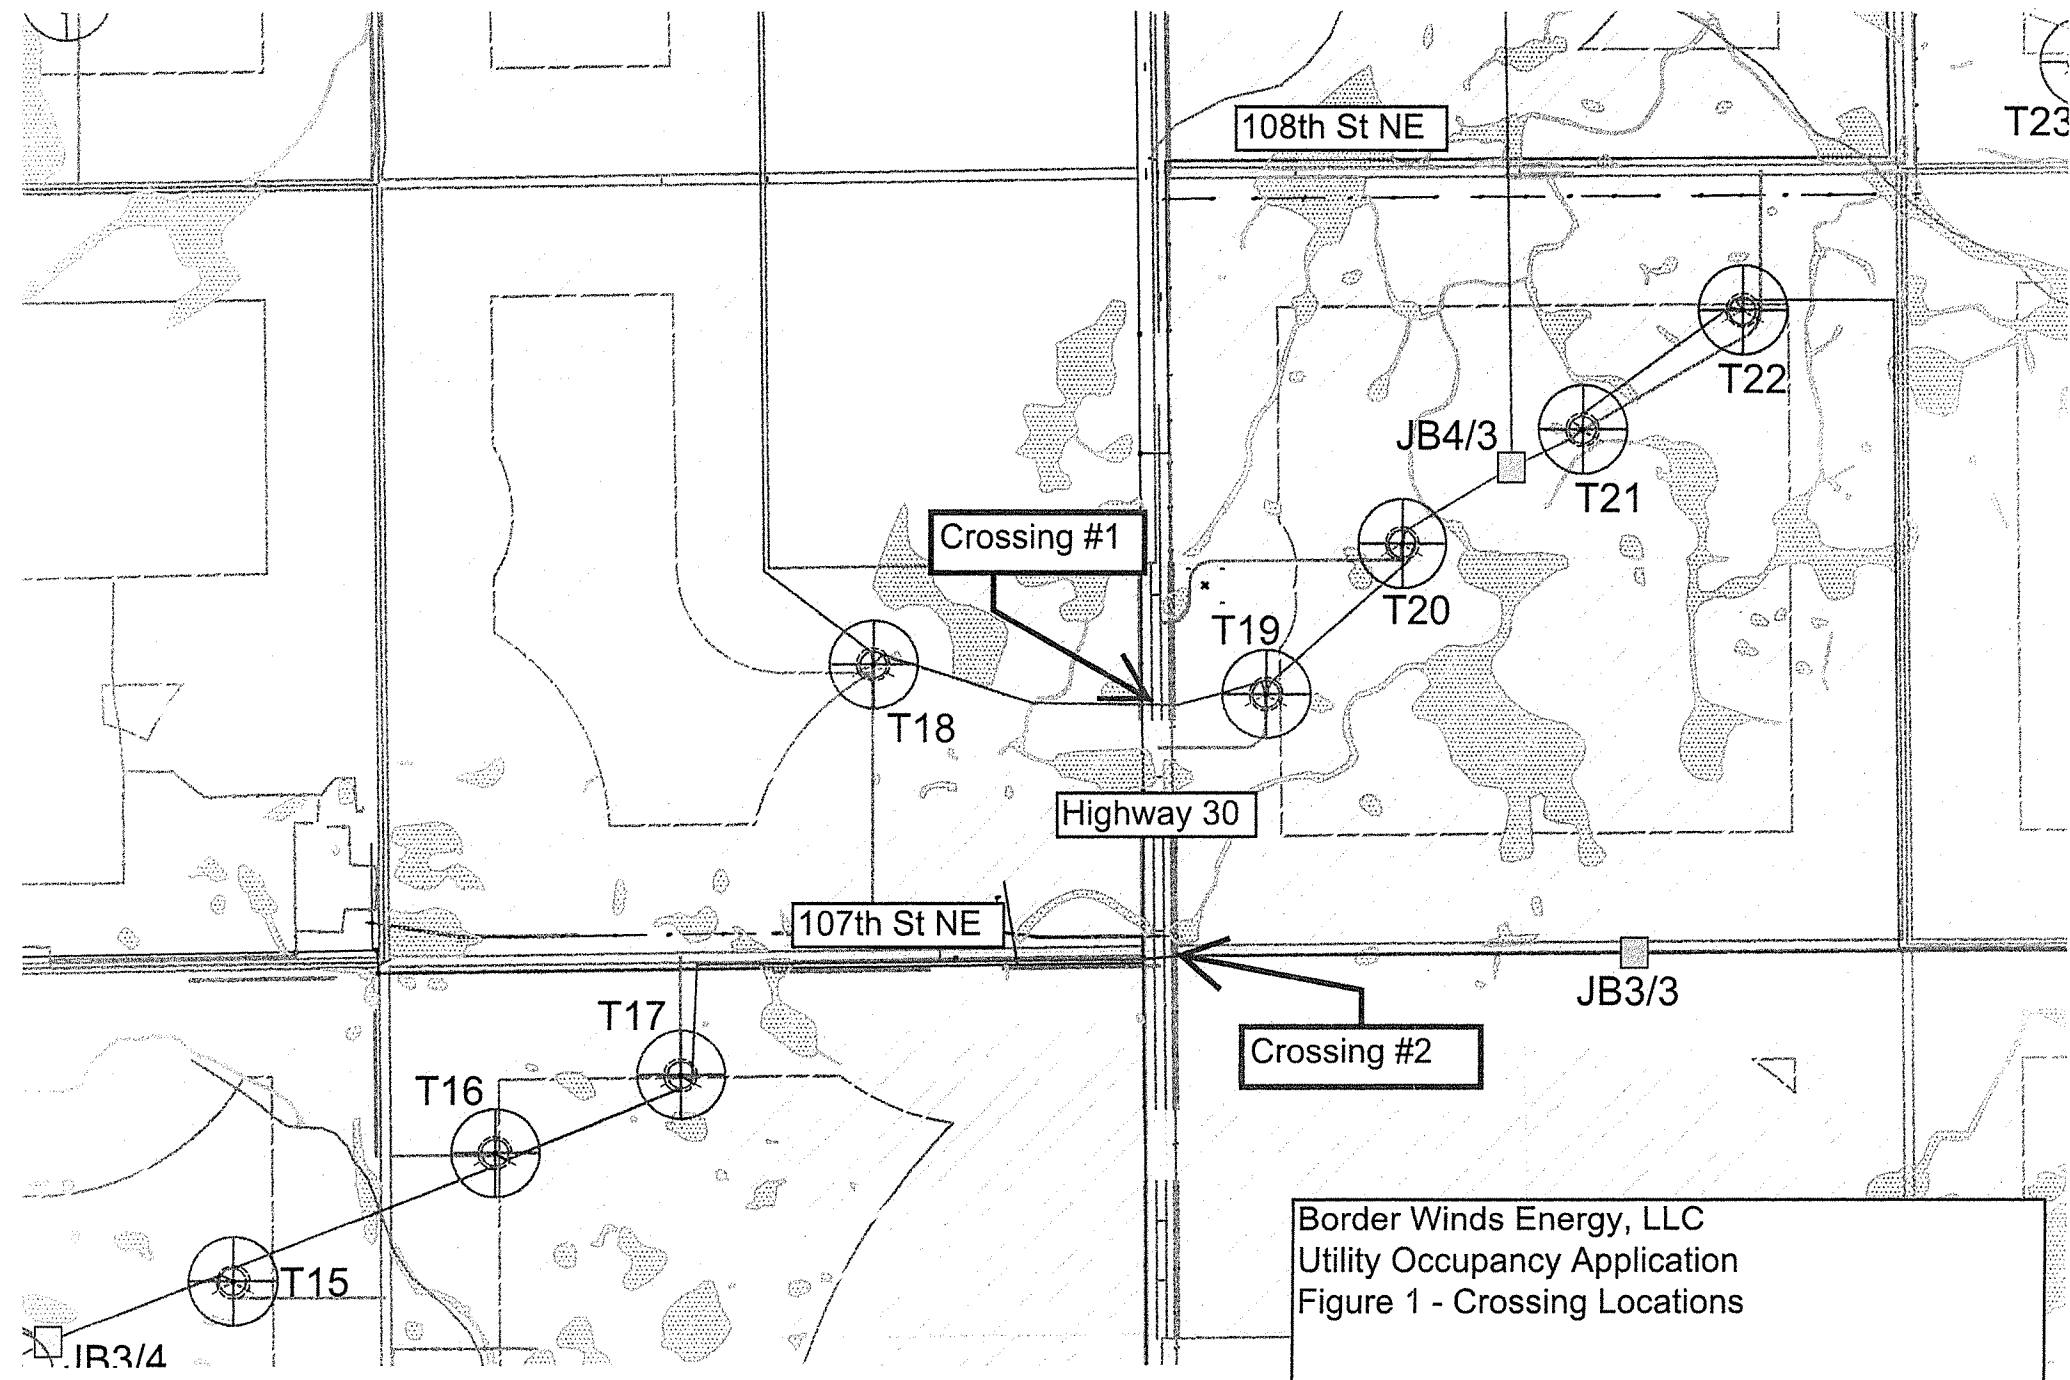 108th St NE
T23
T22
JB4/3
T21
Crossing #1
T20
T19
T18
Highway 30
107th St NE
JB3/3
T17
Crossing #2
T16
Border Winds Energy, LLC
Utility Occupancy Application
Figure 1 - Crossing Locations
T15
JB3/4